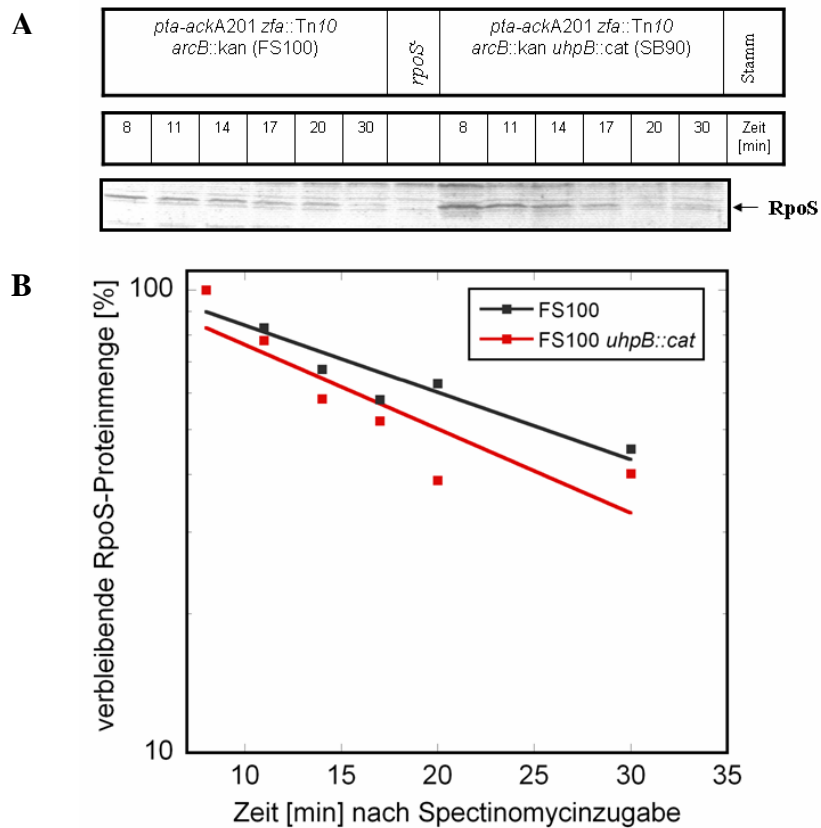 A
pta-ackA201 zfa::Tn10
arcB::kan (FS100)
rpoS-
pta-ackA201 zfa::Tn10
arcB::kan uhpB::cat (SB90)
Stamm
8 11 14 17 20 30 8 11 14 17 20 30 Zeit
[min]
← RpoS
B
verbleibende RpoS-Proteinmenge [%]
100
10
FS100
FS100 uhpB::cat
10 15 20 25 30 35
Zeit [min] nach Spectinomycinzugabe